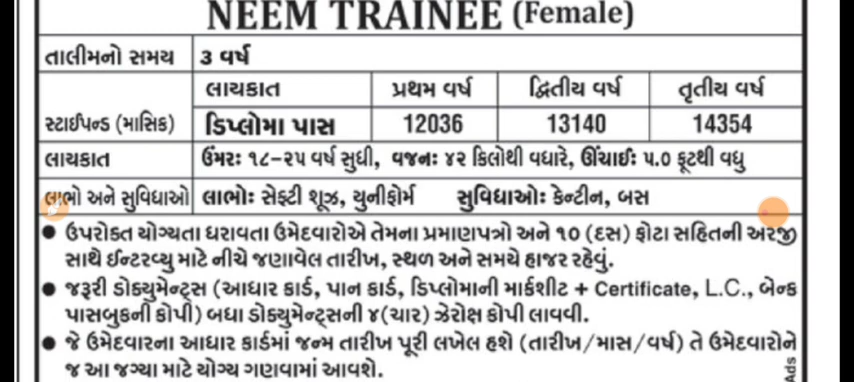 NEEM TRAINEE (Female)
તાલીમનો સમય 3 વર્ષ
લાયકાત પ્રથમ વર્ષ દ્વિતીય વર્ષ તૃતીય વર્ષ
સ્ટાઈપન્ડ (માસિક) ડિપ્લોમા પાસ 12036 13140 14354
લાયકાત ઉંમરઃ ૧૮-૨૫ વર્ષ સુધી, વજનઃ ૪૨ કિલોથી વધારે, ઊંચાઈઃ ૫.૦ ફૂટથી વધુ
લાભો અને સુવિધાઓ લાભોઃ સેફ્ટી શૂઝ, યુનીફોર્મ સુવિધાઓઃ કેન્ટીન, બસ
● ઉપરોક્ત યોગ્યતા ધરાવતા ઉમેદવારોએ તેમના પ્રમાણપત્રો અને ૧૦ (દસ) ફોટા સહિતની અરજી
સાથે ઈન્ટરવ્યુ માટે નીચે જણાવેલ તારીખ, સ્થળ અને સમયે હાજર રહેવું.
● જરૂરી ડોક્યુમેન્ટ્સ (આધાર કાર્ડ, પાન કાર્ડ, ડિપ્લોમાની માર્કશીટ + Certificate, L.C., બેન્ક
પાસબુકની કોપી) બધા ડોક્યુમેન્ટ્સની ૪(ચાર) ઝેરોક્ષ કોપી લાવવી.
● જે ઉમેદવારના આધાર કાર્ડમાં જન્મ તારીખ પૂરી લખેલ હશે (તારીખ/માસ/વર્ષ) તે ઉમેદવારોને
જ આ જગ્યા માટે યોગ્ય ગણવામાં આવશે.
Ads